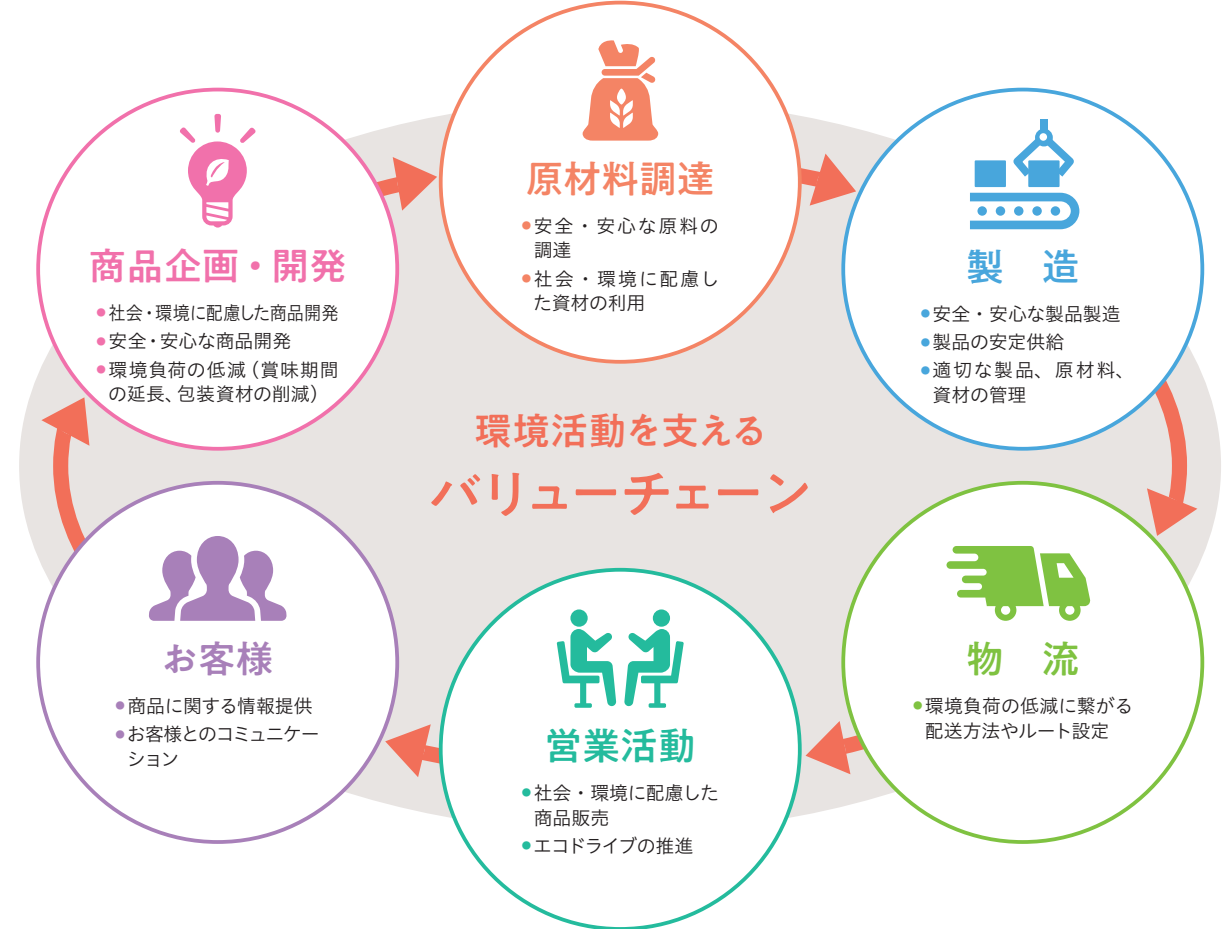 環境活動を支える
バリューチェーン
商品企画・開発
●社会・環境に配慮した商品開発
●安全・安心な商品開発
●環境負荷の低減（賞味期間
の延長、包装資材の削減）
原材料調達
●安全・安心な原料の
調達
●社会・環境に配慮し
た資材の利用
製　造
●安全・安心な製品製造
●製品の安定供給
●適切な製品、原材料、
資材の管理
物　流
●環境負荷の低減に繋がる
配送方法やルート設定
営業活動
●社会・環境に配慮した
商品販売
●エコドライブの推進
お客様
●商品に関する情報提供
●お客様とのコミュニケー
ション